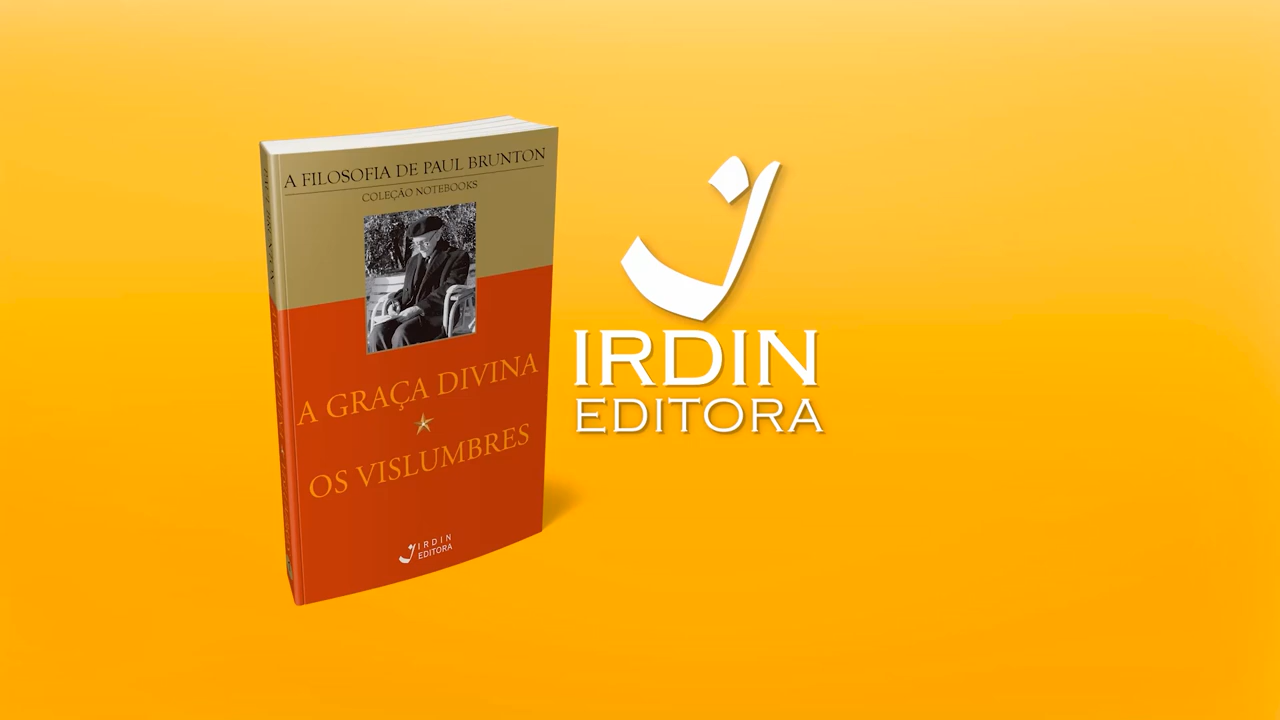 A FILOSOFIA DE PAUL BRUNTON
COLEÇÃO NOTEBOOKS
A GRAÇA DIVINA
OS VISLUMBRES
IRDIN
EDITORA
IRDIN
EDITORA